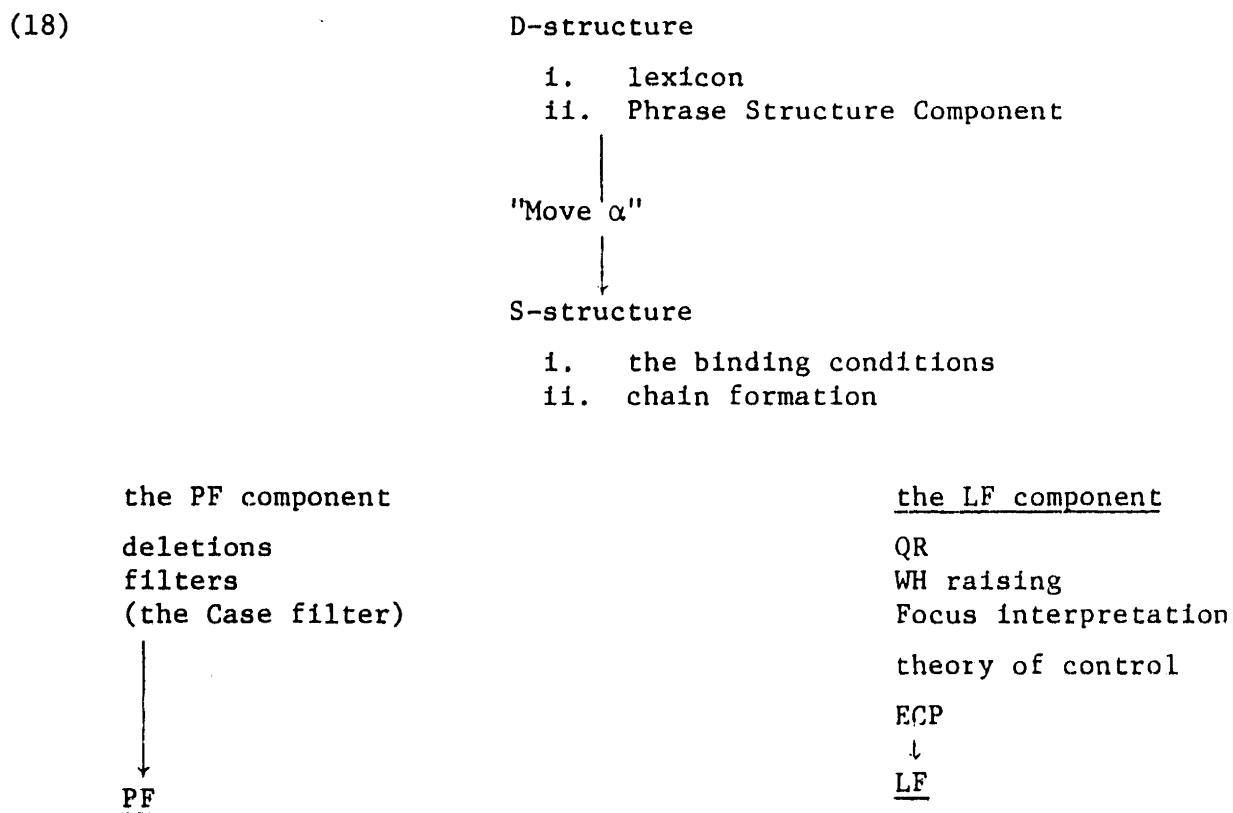 (18) D-structure
i. lexicon
ii. Phrase Structure Component
"Move α"
S-structure
i. the binding conditions
ii. chain formation
the PF component
deletions
filters
(the Case filter)
PF
the LF component
QR
WH raising
Focus interpretation
theory of control
ECP
LF